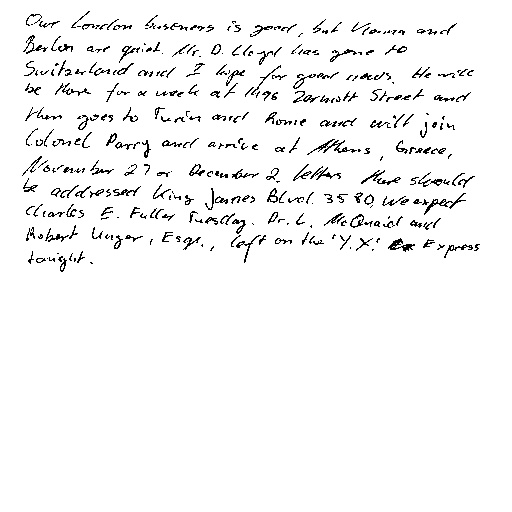 Our London business is good, but Vienna and
Berlin are quiet. Mr. D. Lloyd has gone to
Switzerland and I hope for good news. He will
be there for a week at 1496 Zermott Street and
then goes to Turin and Rome and will join
Colonel Parry and arrive at Athens, Greece,
November 27 or December 2. Letters there should
be addressed King James Blvd. 3580. We expect
Charles E. Fuller Tuesday. Dr. L. McQuaid and
Robert Unger, Esqr., left on the 'Y.X.' Express
tonight.